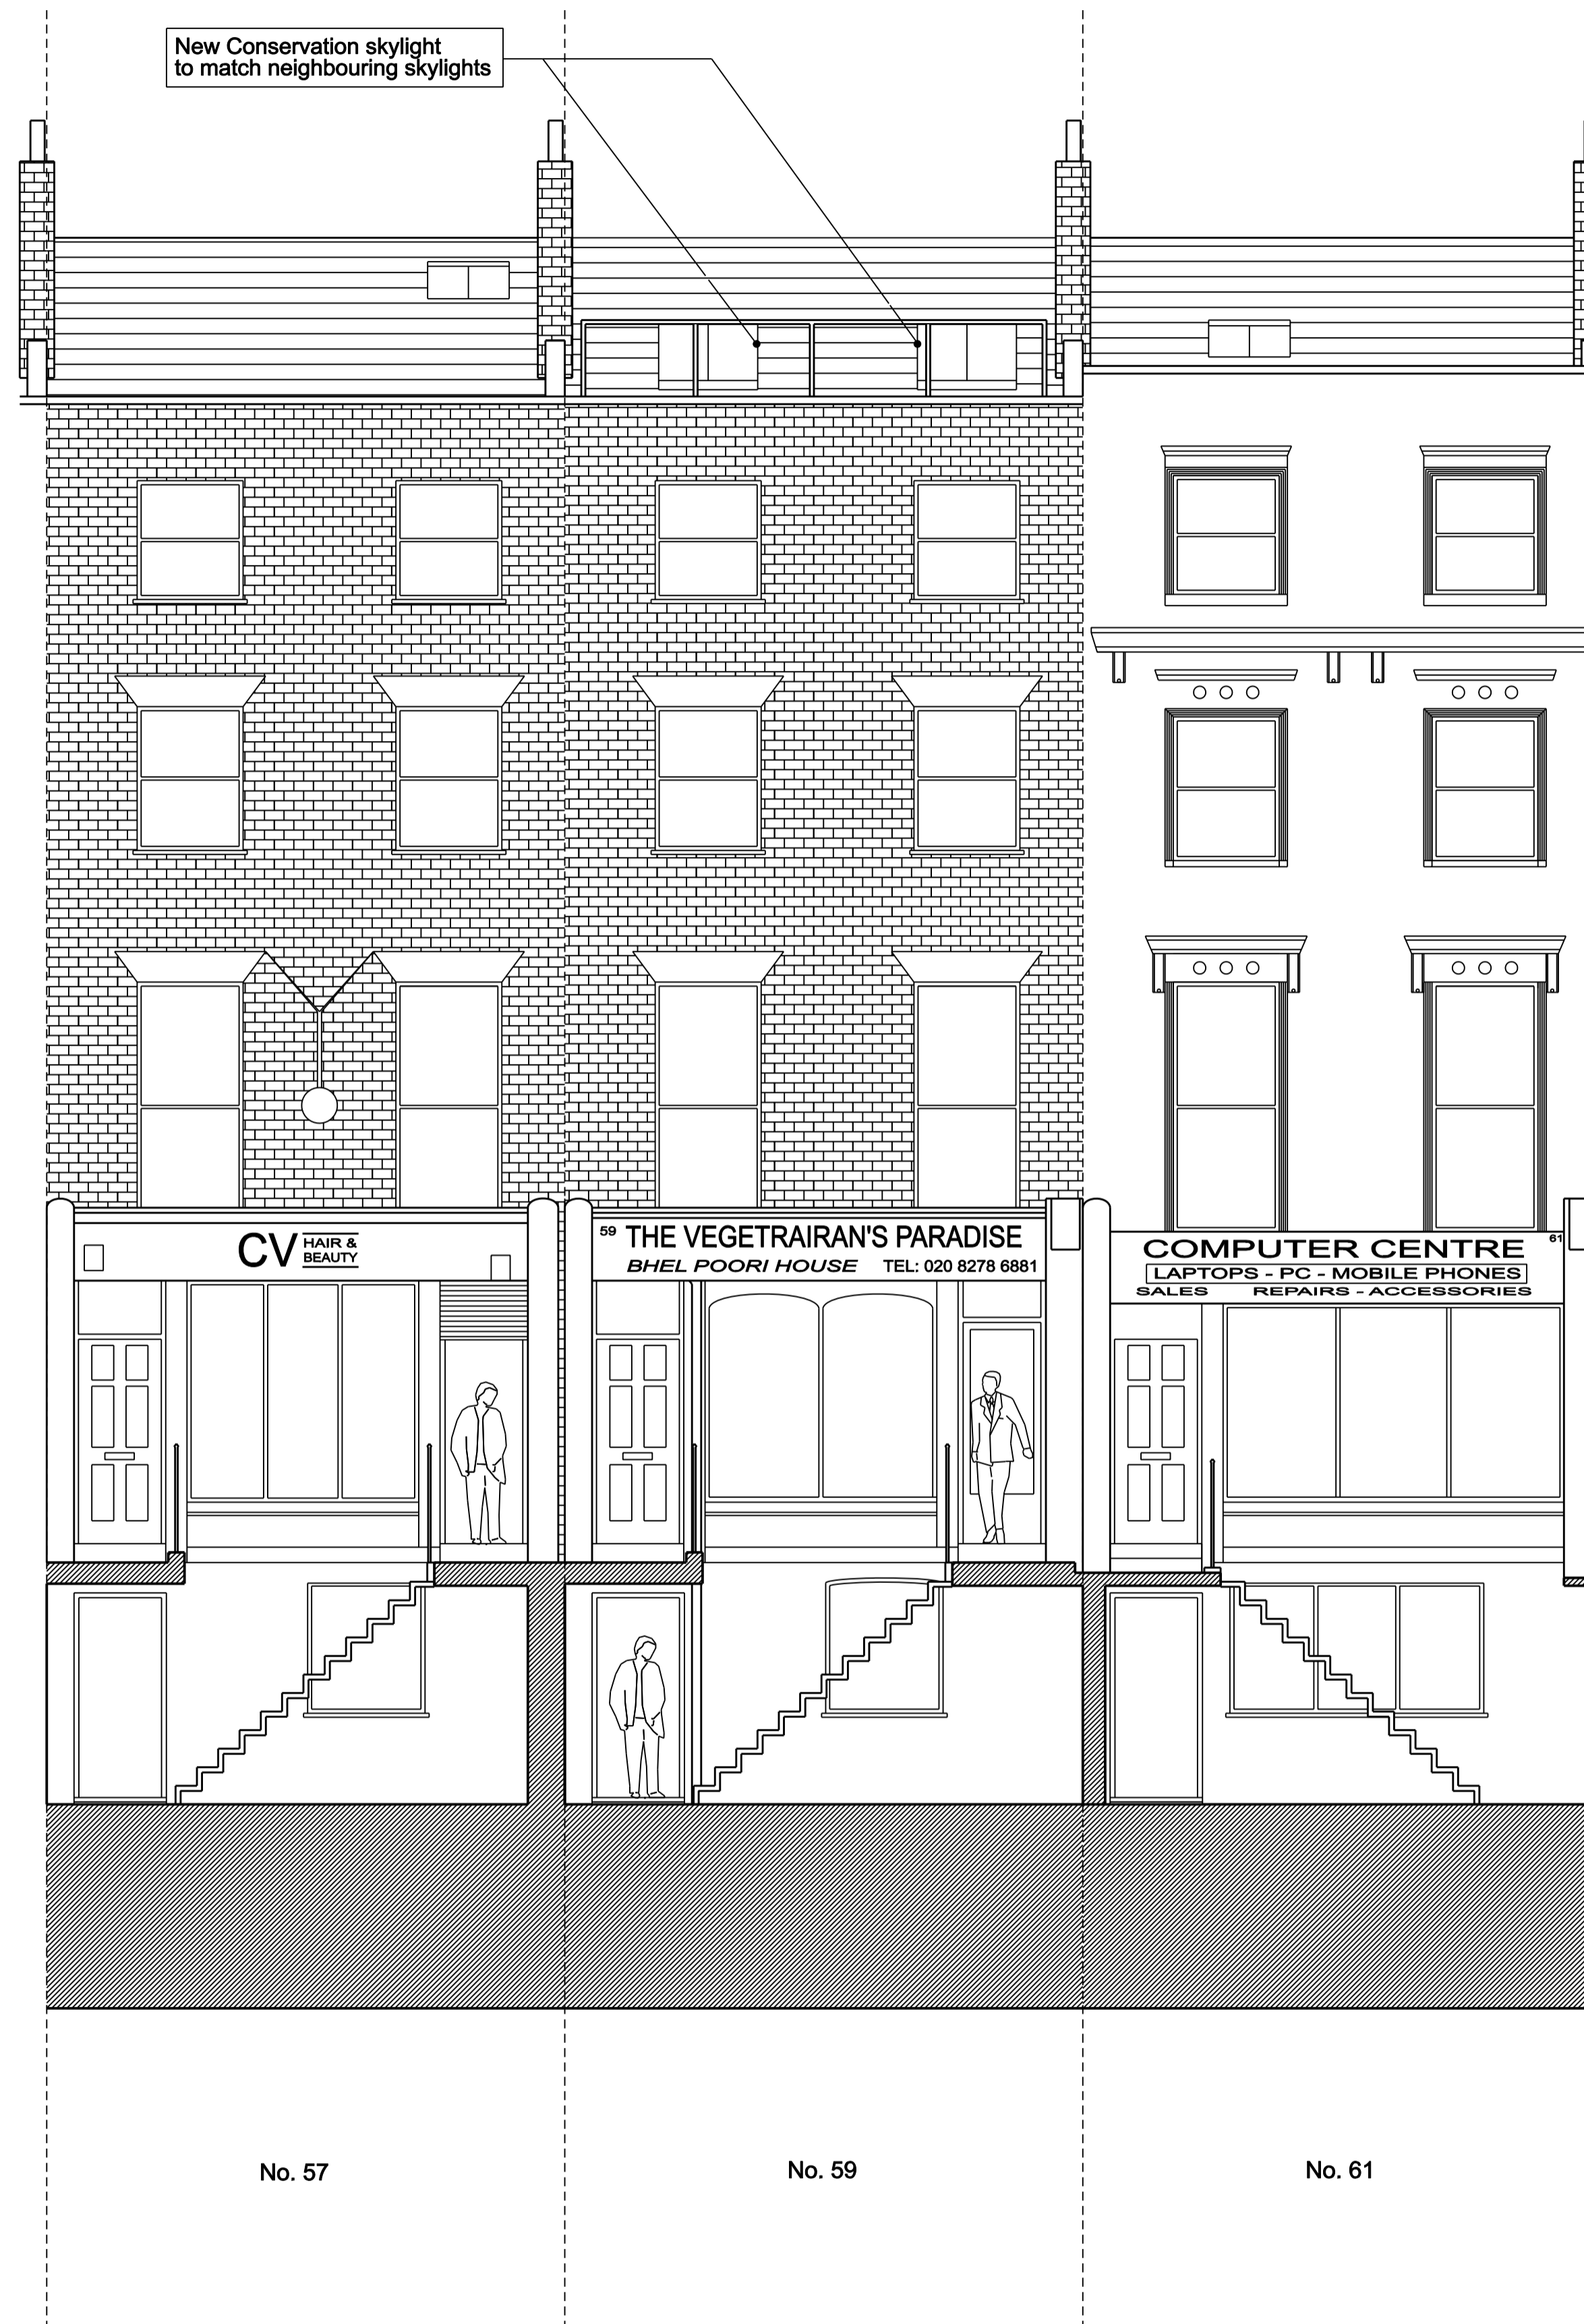 New Conservation skylight
to match neighbouring skylights
CV HAIR &
BEAUTY
59 THE VEGETRAIRAN'S PARADISE
BHEL POORI HOUSE TEL: 020 8278 6881
61
COMPUTER CENTRE
LAPTOPS - PC - MOBILE PHONES
SALES REPAIRS - ACCESSORIES
No. 57
No. 59
No. 61